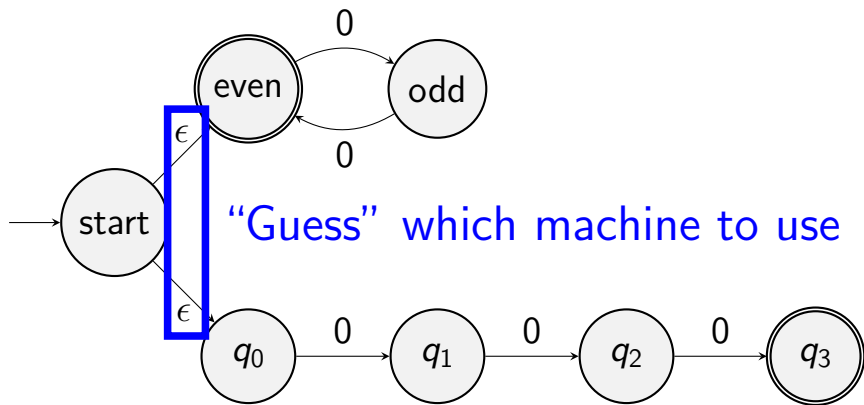 0
even
odd
ϵ
0
start
“Guess” which machine to use
ϵ
0
0
0
q₀
q₁
q₂
q₃